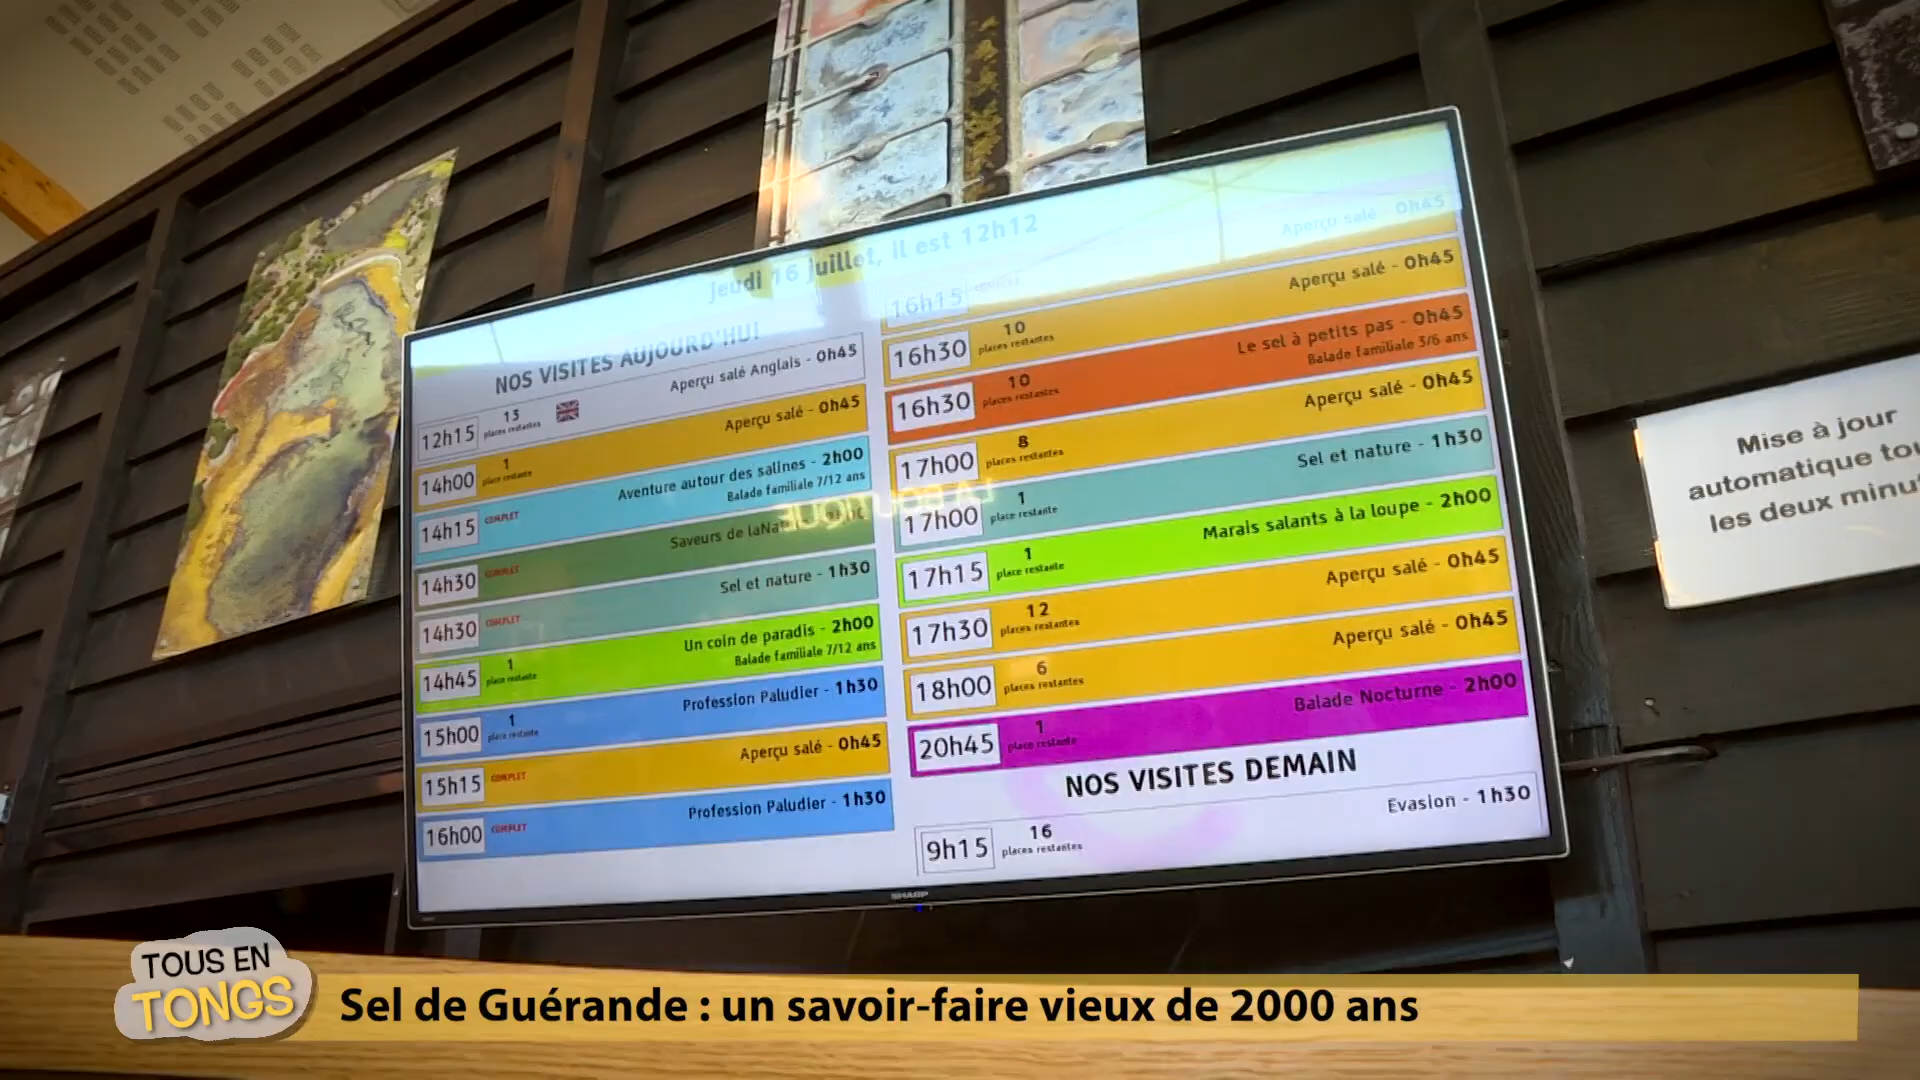 Jeudi 16 juillet, il est 12h12
NOS VISITES AUJOURD'HUI
12h15 13 places restantes Aperçu salé Anglais - 0h45
14h00 1 place restante Aperçu salé - 0h45
14h15 COMPLET Aventure autour des salines - 2h00
Balade familiale 7/12 ans
14h30 COMPLET Saveurs de laNa
14h30 COMPLET Sel et nature - 1h30
14h45 1 place restante Un coin de paradis - 2h00
Balade familiale 7/12 ans
15h00 1 place restante Profession Paludier - 1h30
15h15 COMPLET Aperçu salé - 0h45
16h00 COMPLET Profession Paludier - 1h30
16h15 Aperçu salé - 0h45
16h30 10 places restantes Aperçu salé - 0h45
16h30 10 places restantes Le sel à petits pas - 0h45
Balade familiale 3/6 ans
17h00 8 places restantes Aperçu salé - 0h45
17h00 1 place restante Sel et nature - 1h30
17h15 1 place restante Marais salants à la loupe - 2h00
17h30 12 places restantes Aperçu salé - 0h45
18h00 6 places restantes Aperçu salé - 0h45
20h45 1 place restante Balade Nocturne - 2h00
NOS VISITES DEMAIN
9h15 16 places restantes Evasion - 1h30
SHARP
Mise à jour
automatique tou
les deux minu
TOUS EN
TONGS
Sel de Guérande : un savoir-faire vieux de 2000 ans